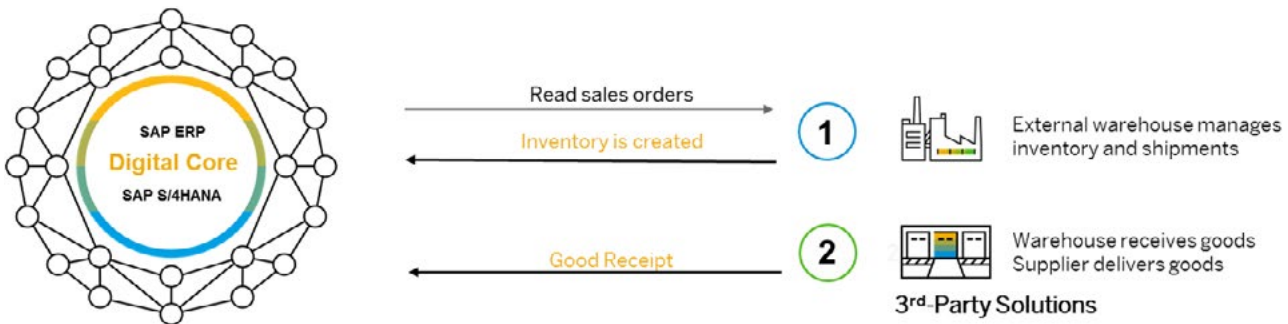 SAP ERP
Digital Core
SAP S/4HANA
Read sales orders
Inventory is created
Good Receipt
1
External warehouse manages
inventory and shipments
2
Warehouse receives goods
Supplier delivers goods
3rd-Party Solutions